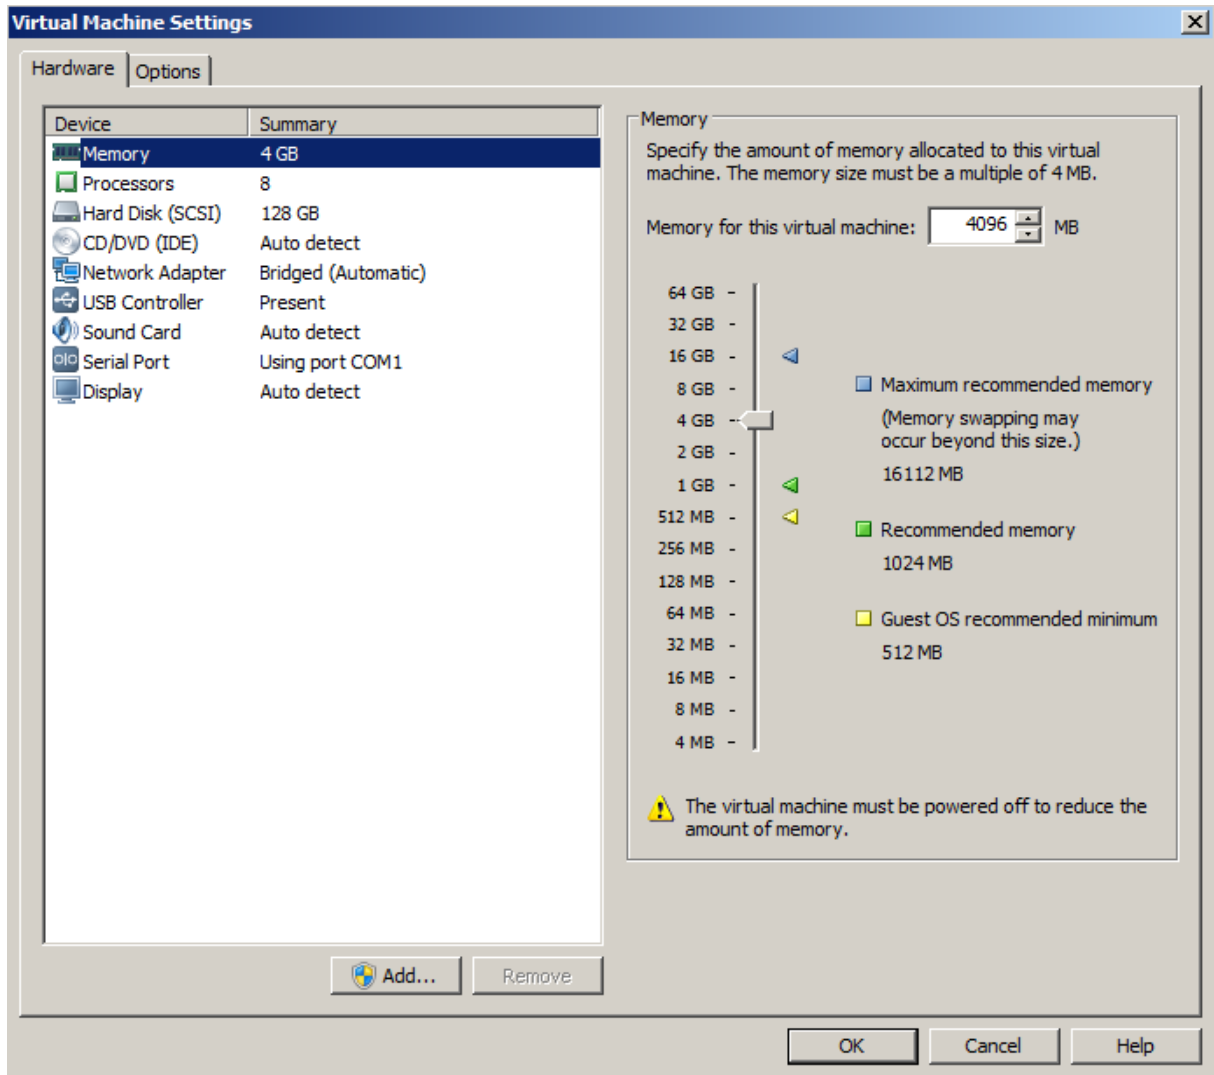 Virtual Machine Settings
Hardware Options
Device Summary
Memory 4 GB
Processors 8
Hard Disk (SCSI) 128 GB
CD/DVD (IDE) Auto detect
Network Adapter Bridged (Automatic)
USB Controller Present
Sound Card Auto detect
Serial Port Using port COM1
Display Auto detect
Add... Remove
Memory
Specify the amount of memory allocated to this virtual
machine. The memory size must be a multiple of 4 MB.
Memory for this virtual machine: 4096 MB
64 GB
32 GB
16 GB
8 GB
4 GB
2 GB
1 GB
512 MB
256 MB
128 MB
64 MB
32 MB
16 MB
8 MB
4 MB
Maximum recommended memory
(Memory swapping may
occur beyond this size.)
16112 MB
Recommended memory
1024 MB
Guest OS recommended minimum
512 MB
The virtual machine must be powered off to reduce the
amount of memory.
OK Cancel Help